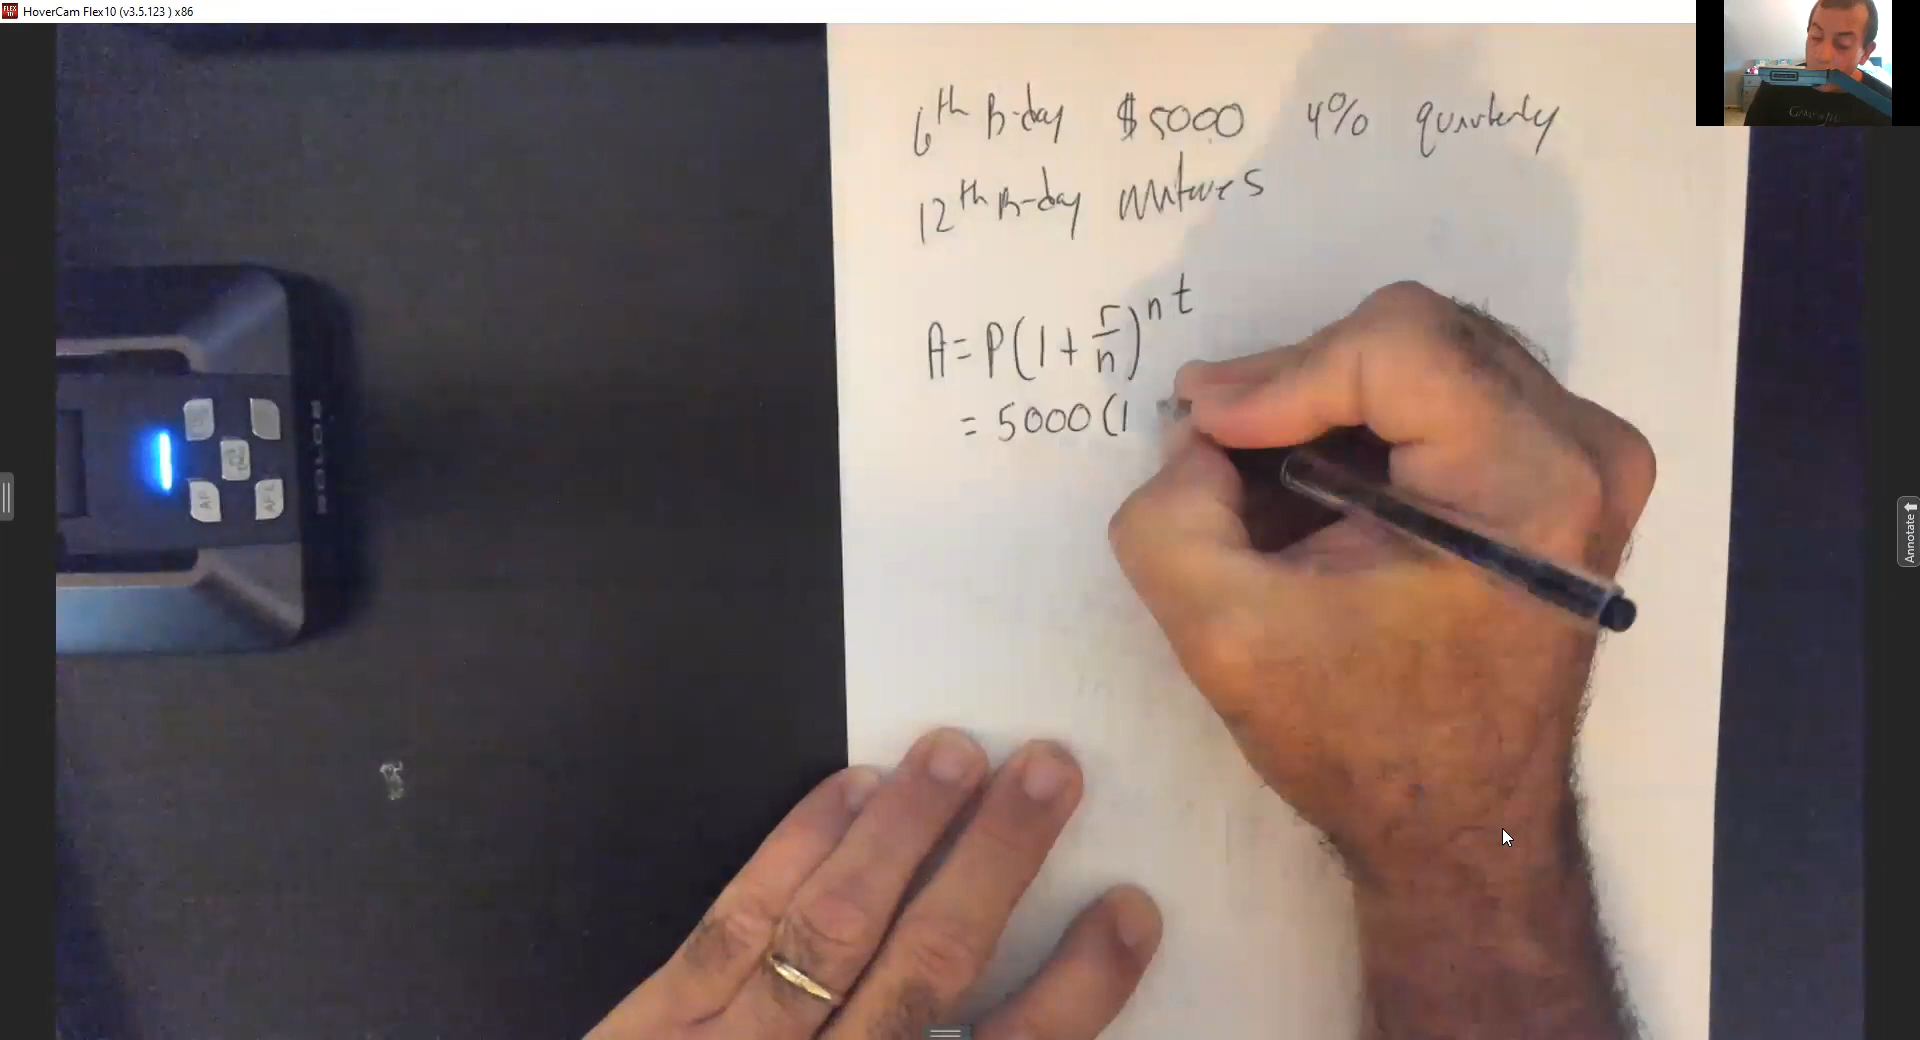 HoverCam Flex10 (v3.5.123 ) x86
6th B-day $5000 4% quarterly
12th B-day matures
A = P(1 + r/n)^nt
= 5000(1
AF
Annotate